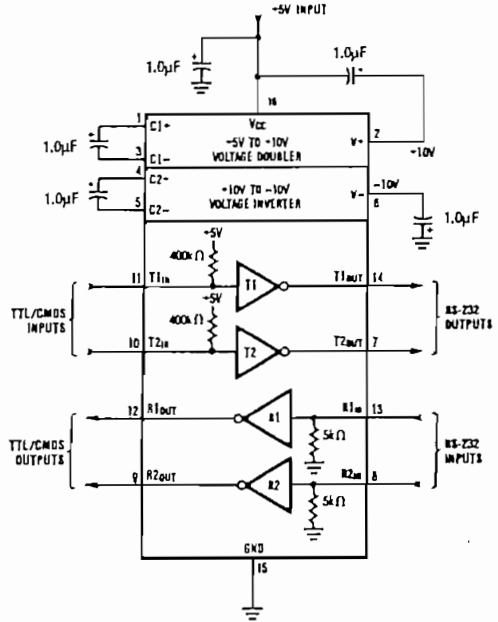 +5V INPUT
1.0µF
1.0µF
16
VCC
1
C1+
+5V TO +10V
VOLTAGE DOUBLER
V+
2
+10V
1.0µF
3
C1-
4
C2+
+10V TO -10V
VOLTAGE INVERTER
V-
-10V
6
1.0µF
5
C2-
1.0µF
+5V
400kΩ
11
T1IN
T1
T1OUT
14
+5V
400kΩ
TTL/CMOS
INPUTS
RS-232
OUTPUTS
10
T2IN
T2
T2OUT
7
12
R1OUT
R1
R1IN
13
5kΩ
TTL/CMOS
OUTPUTS
RS-232
INPUTS
9
R2OUT
R2
R2IN
8
5kΩ
GND
15